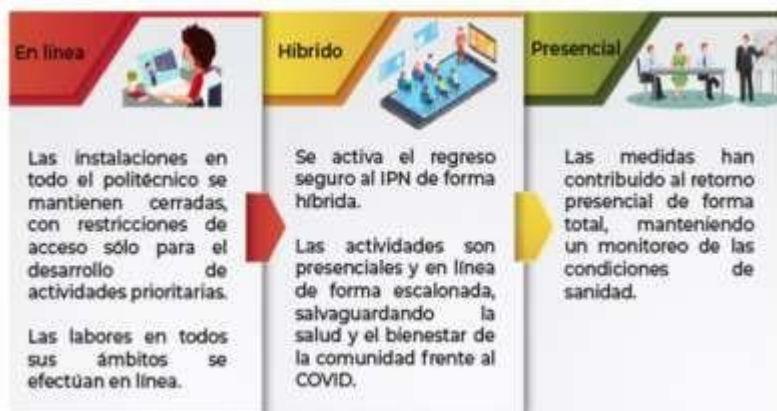 En línea
Las instalaciones en
todo el politécnico se
mantienen cerradas,
con restricciones de
acceso sólo para el
desarrollo de
actividades prioritarias.
Las labores en todos
sus ámbitos se
efectúan en línea.
Híbrido
Se activa el regreso
seguro al IPN de forma
híbrida.
Las actividades son
presenciales y en línea
de forma escalonada,
salvaguardando la
salud y el bienestar de
la comunidad frente al
COVID.
Presencial
Las medidas han
contribuido al retorno
presencial de forma
total, manteniendo
un monitoreo de las
condiciones de
sanidad.